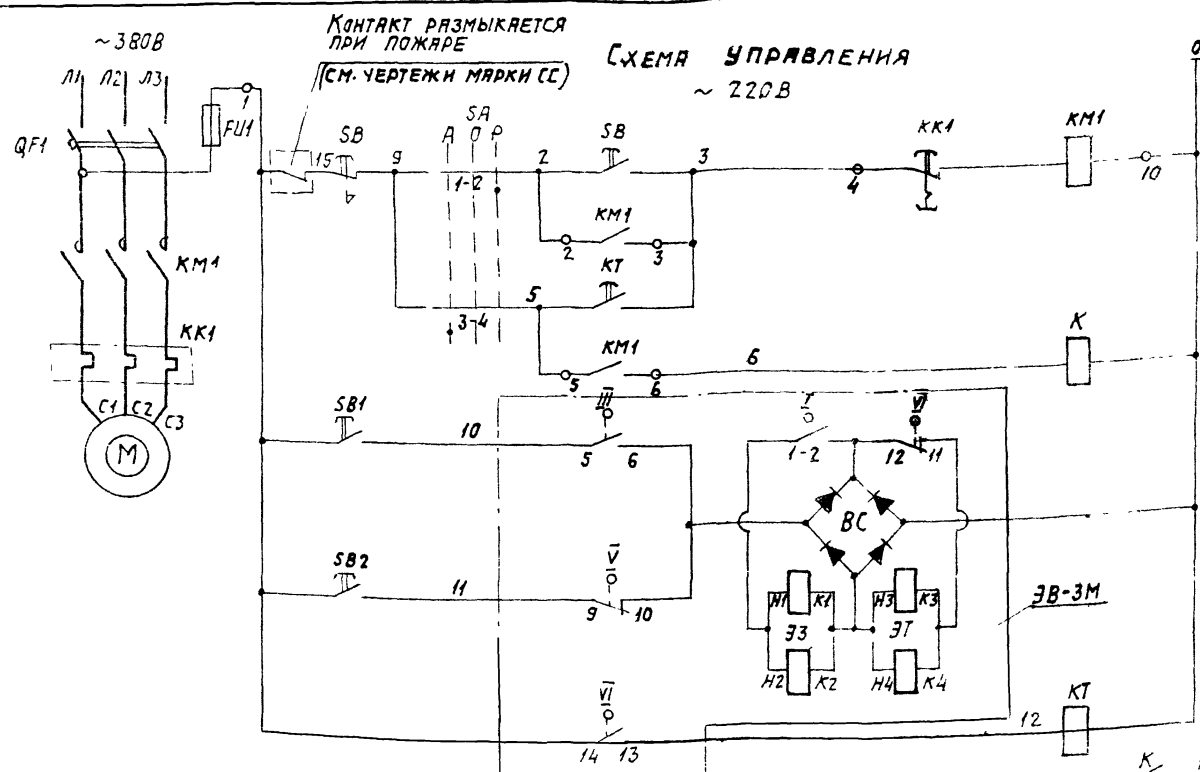 ~380В
Контакт размыкается
при пожаре
(см. чертежи марки СС)
Схема управления
~ 220В
Л1 Л2 Л3
QF1
FU1
1
15
SB
9
SA
А О Р
1-2
2
SB
3
4
КК1
КМ1
10
КМ1
2 3
КТ
5
3-4
КМ1
5 6
6
К
КМ1
КК1
С1 С2 С3
М
SB1
10
III
5 6
I
1-2
VI
12 11
ВС
SB2
11
V
9 10
Н1 К1
Н3 К3
ЭЗ
ЭТ
Н2 К2
Н4 К4
ЭВ-3М
VI
14 13
12
КТ
К